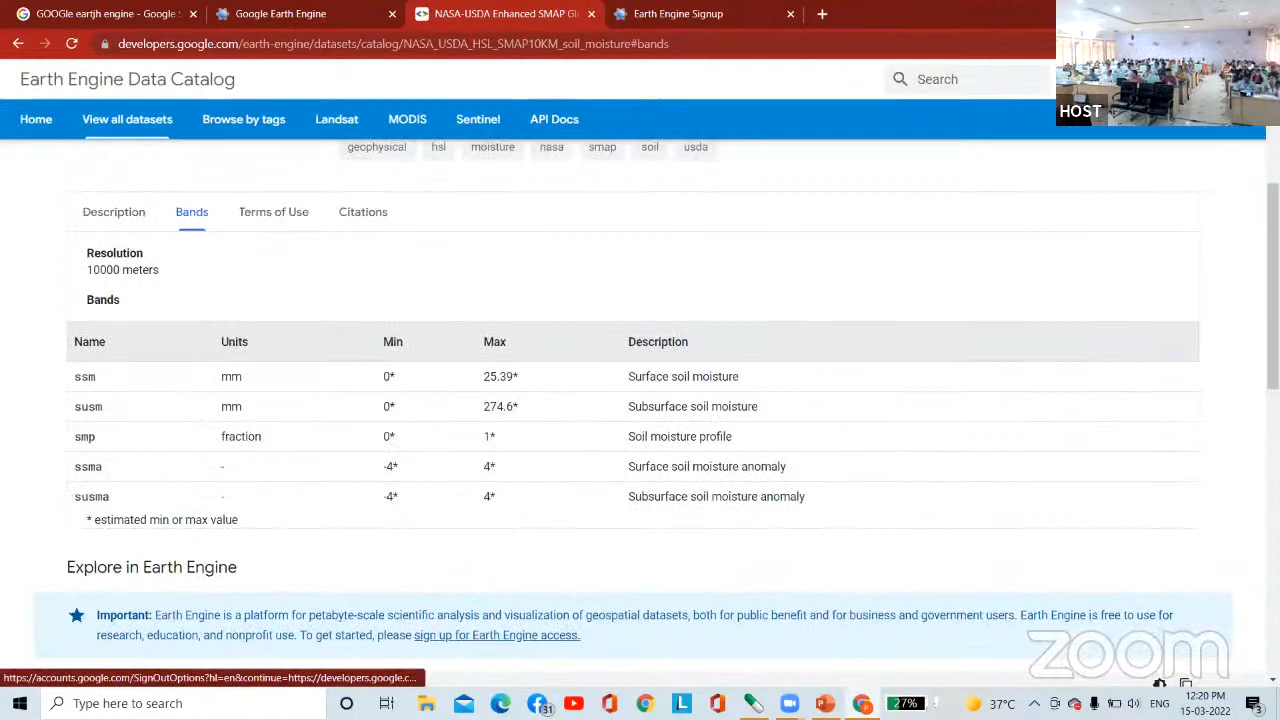 GOOGle earthengine - Google S
Google Earth Engine
NASA-USDA Enhanced SMAP Gl
Earth Engine Signup
developers.google.com/earth-engine/datasets/catalog/NASA_USDA_HSL_SMAP10KM_soil_moisture#bands
Earth Engine Data Catalog
Search
HOST
Home View all datasets Browse by tags Landsat MODIS Sentinel API Docs
geophysical hsl moisture nasa smap soil usda
Description Bands Terms of Use Citations
Resolution
10000 meters
Bands
Name Units Min Max Description
ssm mm 0* 25.39* Surface soil moisture
susm mm 0* 274.6* Subsurface soil moisture
smp fraction 0* 1* Soil moisture profile
ssma - -4* 4* Surface soil moisture anomaly
susma - -4* 4* Subsurface soil moisture anomaly
* estimated min or max value
Explore in Earth Engine
Important: Earth Engine is a platform for petabyte-scale scientific analysis and visualization of geospatial datasets, both for public benefit and for business and government users. Earth Engine is free to use for
research, education, and nonprofit use. To get started, please sign up for Earth Engine access.
zoom
https://accounts.google.com/SignOutOptions?hl=en&continue=https://developers.google.c...
Type here to search
31
27%
37°C
ENG
12:20 PM
15-03-2022
3